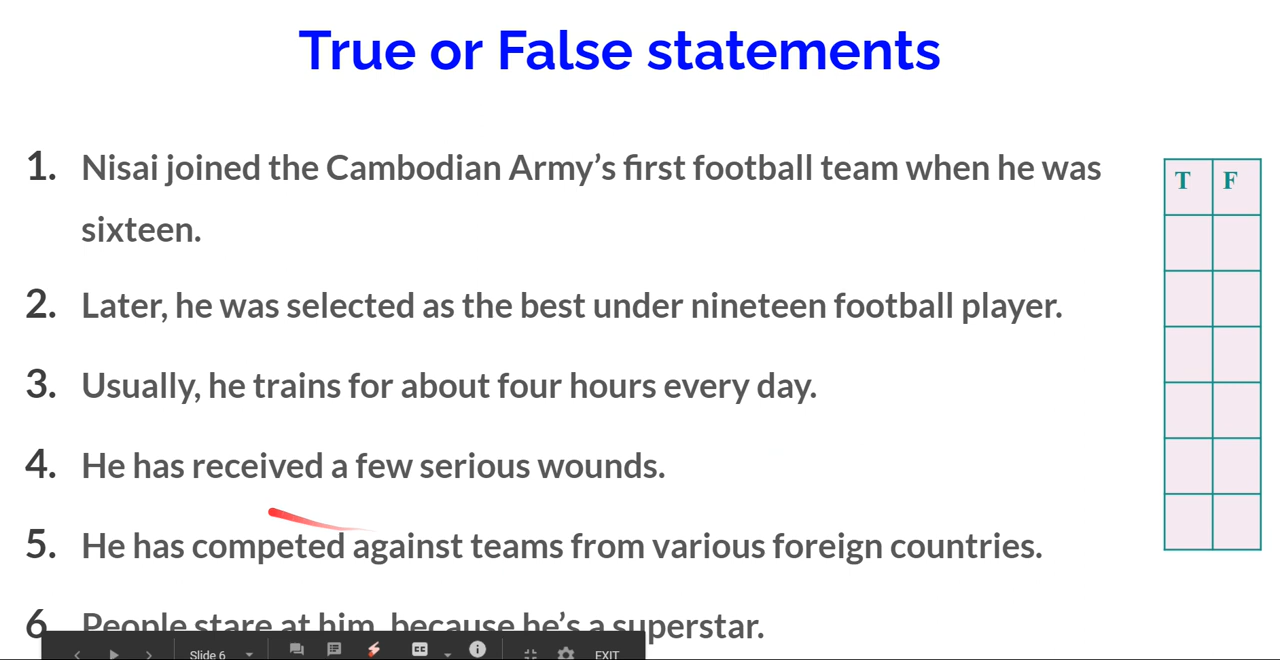 True or False statements
1. Nisai joined the Cambodian Army’s first football team when he was
sixteen.
T F
2. Later, he was selected as the best under nineteen football player.
3. Usually, he trains for about four hours every day.
4. He has received a few serious wounds.
5. He has competed against teams from various foreign countries.
6. People stare at him, because he’s a superstar.
Slide 6 CC EXIT